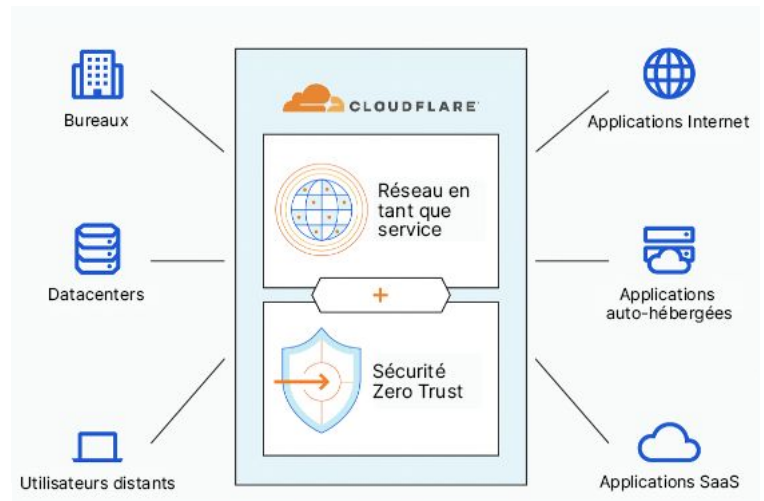 Bureaux
Datacenters
Utilisateurs distants
CLOUDFLARE
Réseau en
tant que
service
+
Sécurité
Zero Trust
Applications Internet
Applications
auto-hébergées
Applications SaaS